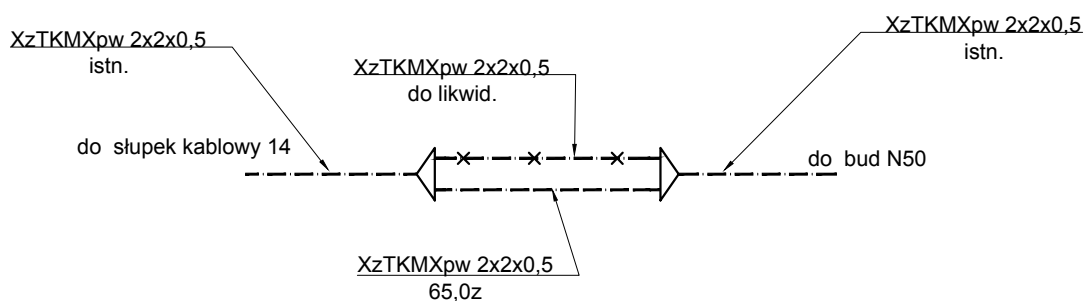 XzTKMXpw 2x2x0,5
istn.
XzTKMXpw 2x2x0,5
do likwid.
XzTKMXpw 2x2x0,5
istn.
do słupek kablowy 14
do bud N50
XzTKMXpw 2x2x0,5
65,0z